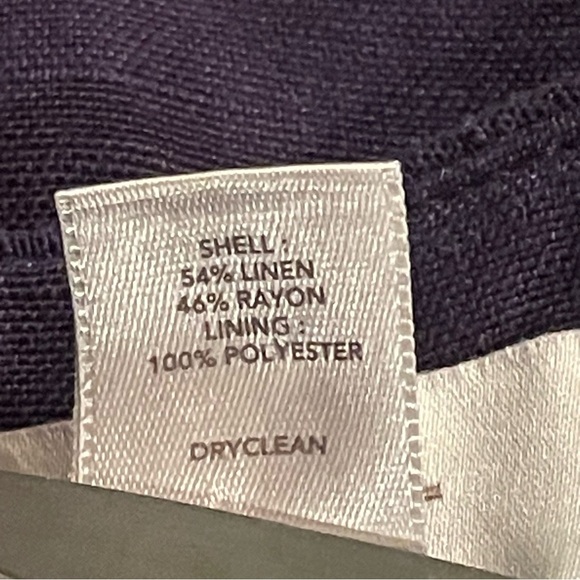 SHELL :
54% LINEN
46% RAYON
LINING :
100% POLYESTER
DRYCLEAN